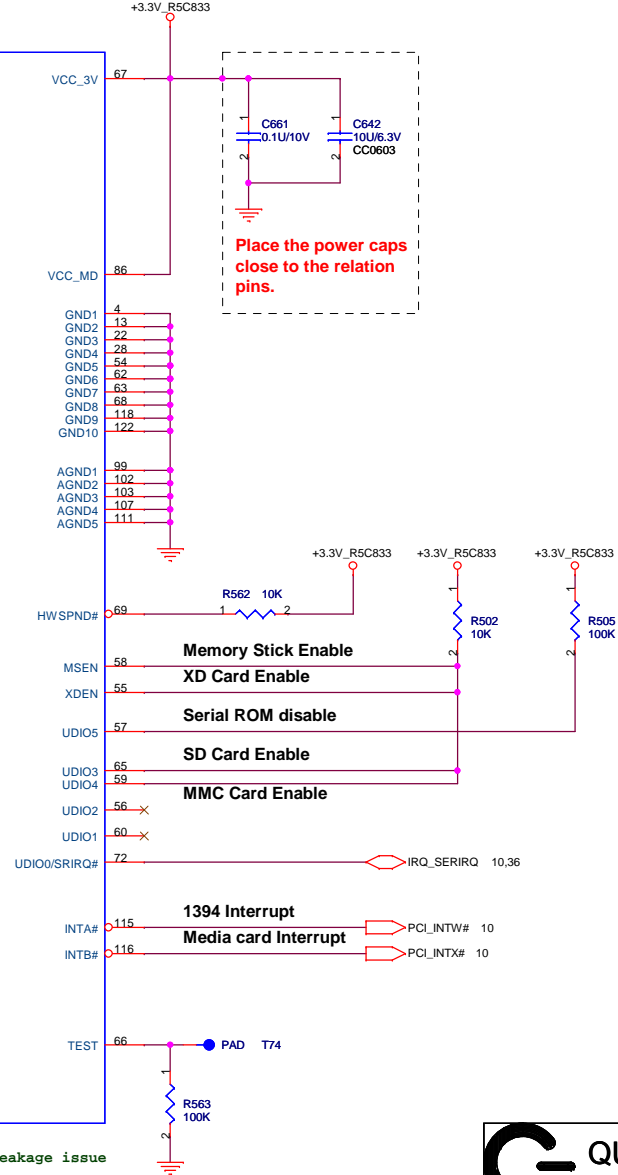 +3.3V_R5C833
VCC_3V 67
1 1
C661 C642
0.1U/10V 10U/6.3V
CC0603
2 2
Place the power caps
close to the relation
pins.
VCC_MD 86
GND1 4
GND2 13
GND3 22
GND4 28
GND5 54
GND6 62
GND7 63
GND8 68
GND9 118
GND10 122
AGND1 99
AGND2 102
AGND3 103
AGND4 107
AGND5 111
+3.3V_R5C833 +3.3V_R5C833 +3.3V_R5C833
R562 10K
1 1
HWSPND# 69 1 2
R502 R505
10K 100K
2 2
Memory Stick Enable
MSEN 58
XD Card Enable
XDEN 55
Serial ROM disable
UDIO5 57
SD Card Enable
UDIO3 65
UDIO4 59
MMC Card Enable
UDIO2 56
UDIO1 60
UDIO0/SRIRQ# 72 IRQ_SERIRQ 10,36
1394 Interrupt
INTA# 115 PCI_INTW# 10
Media card Interrupt
INTB# 116 PCI_INTX# 10
TEST 66 PAD T74
1
R563
100K
2
eakage issue
QU